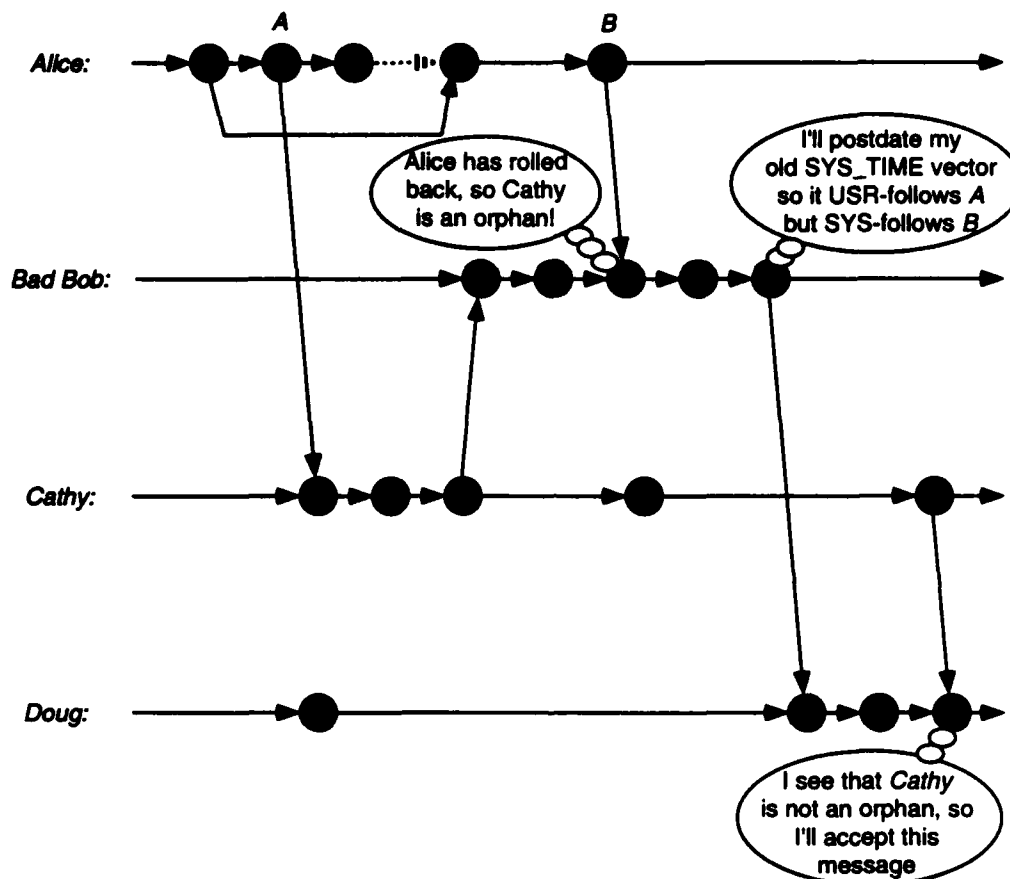 A
B
Alice:
I'll postdate my
old SYS_TIME vector
so it USR-follows A
but SYS-follows B
Alice has rolled
back, so Cathy
is an orphan!
Bad Bob:
Cathy:
Doug:
I see that Cathy
is not an orphan, so
I'll accept this
message